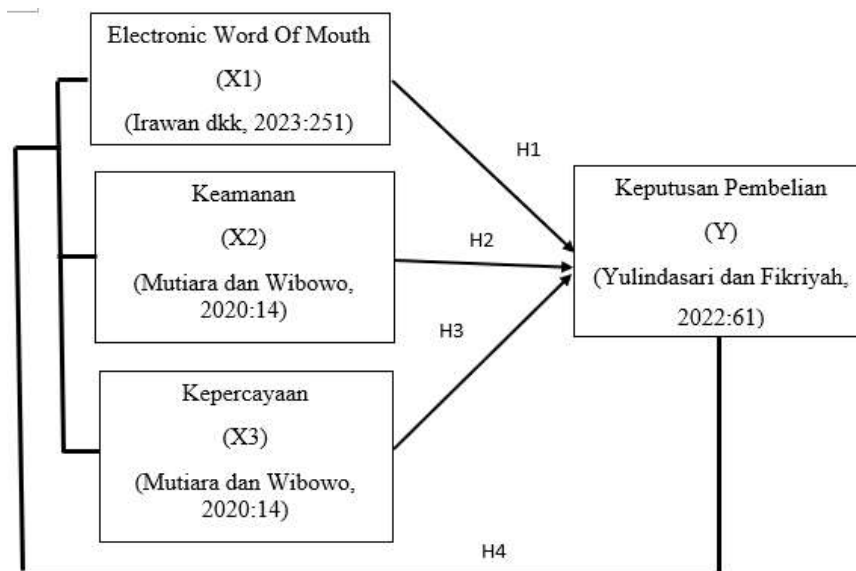 Electronic Word Of Mouth
(X1)
(Irawan dkk, 2023:251)
H1
Keamanan
(X2)
(Mutiara dan Wibowo,
2020:14)
H2
Keputusan Pembelian
(Y)
(Yulindasari dan Fikriyah,
2022:61)
H3
Kepercayaan
(X3)
(Mutiara dan Wibowo,
2020:14)
H4